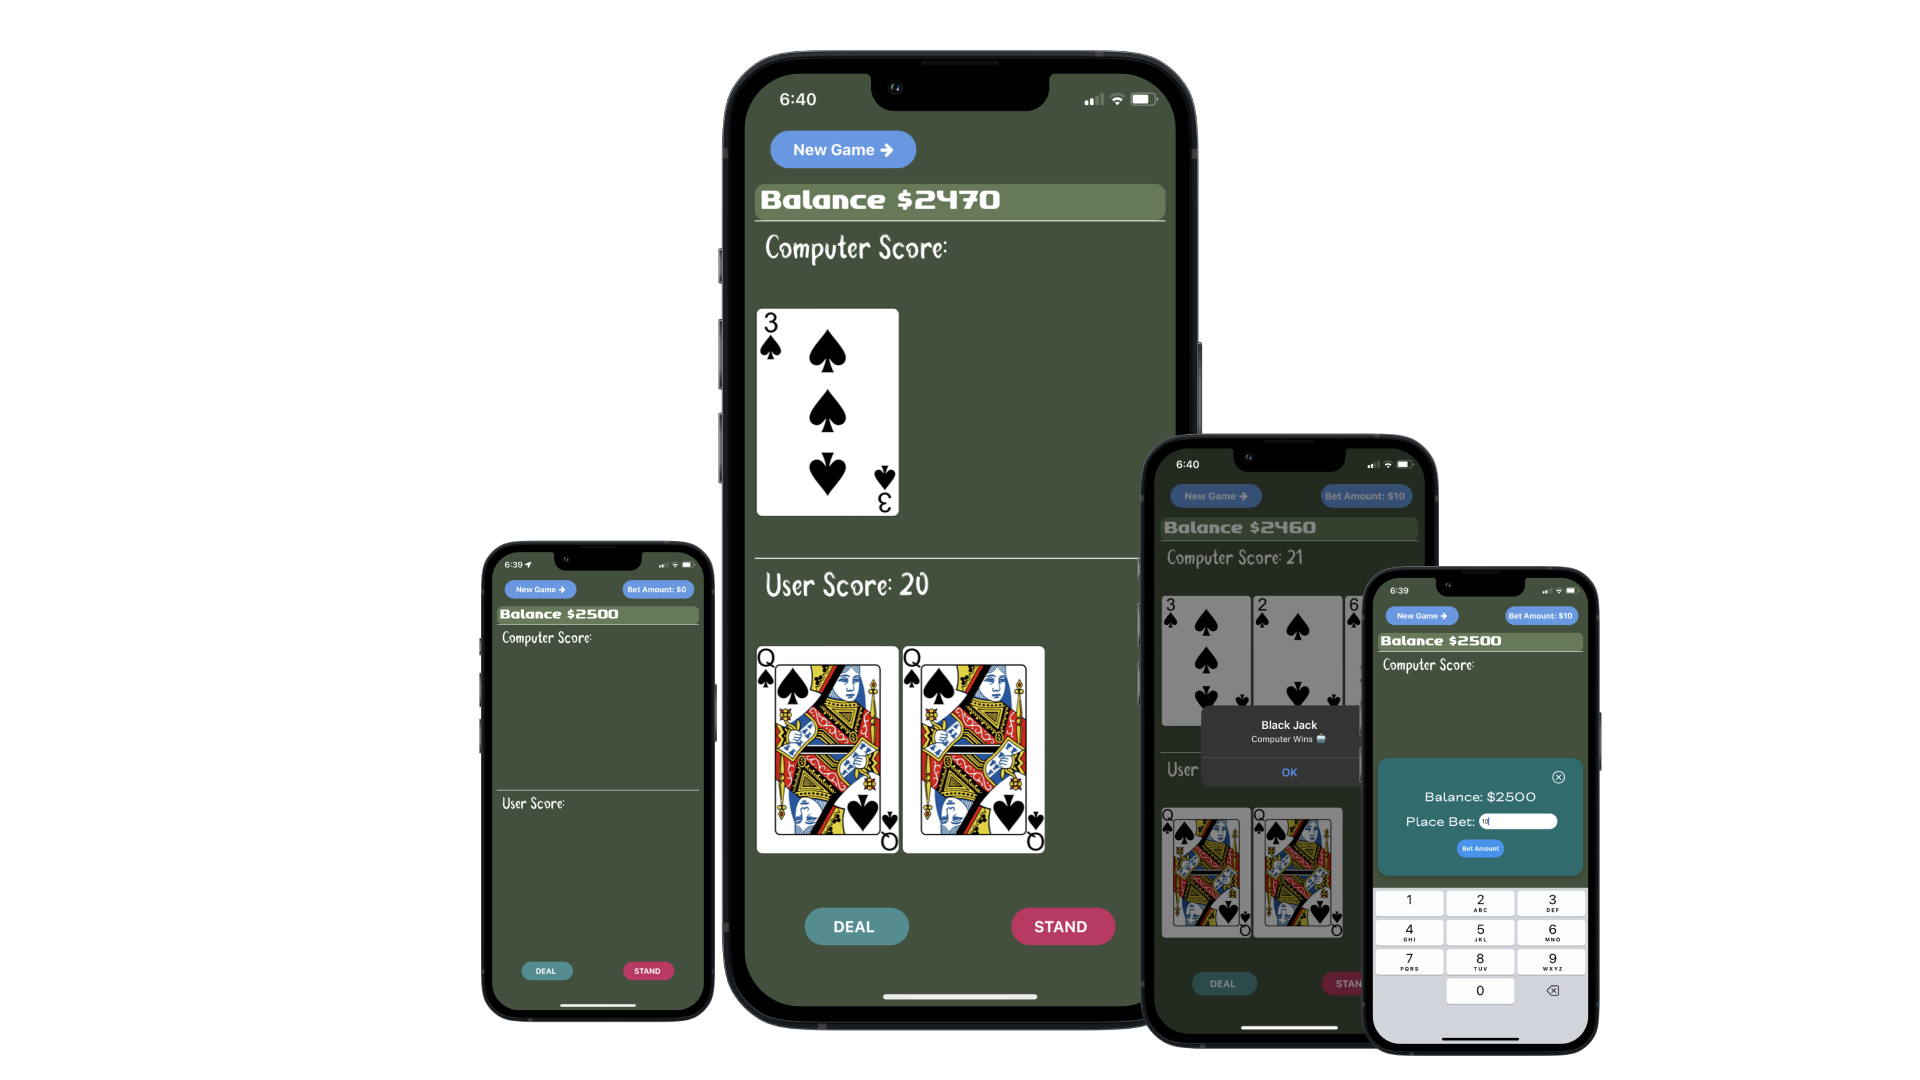 6:40
New Game →
Balance $2470
Computer Score:
3
3
User Score: 20
Q
Q
Q
Q
DEAL
STAND
6:39
New Game →
Bet Amount: $0
Balance $2500
Computer Score:
User Score:
DEAL
STAND
6:40
New Game →
Bet Amount: $10
Balance $2460
Computer Score: 21
3
2
6
Black Jack
Computer Wins
OK
User
Q
Q
Q
Q
DEAL
STAN
6:39
New Game →
Bet Amount: $10
Balance $2500
Computer Score:
Balance: $2500
Place Bet: 10
Bet Amount
1
2 ABC
3 DEF
4 GHI
5 JKL
6 MNO
7 PQRS
8 TUV
9 WXYZ
0